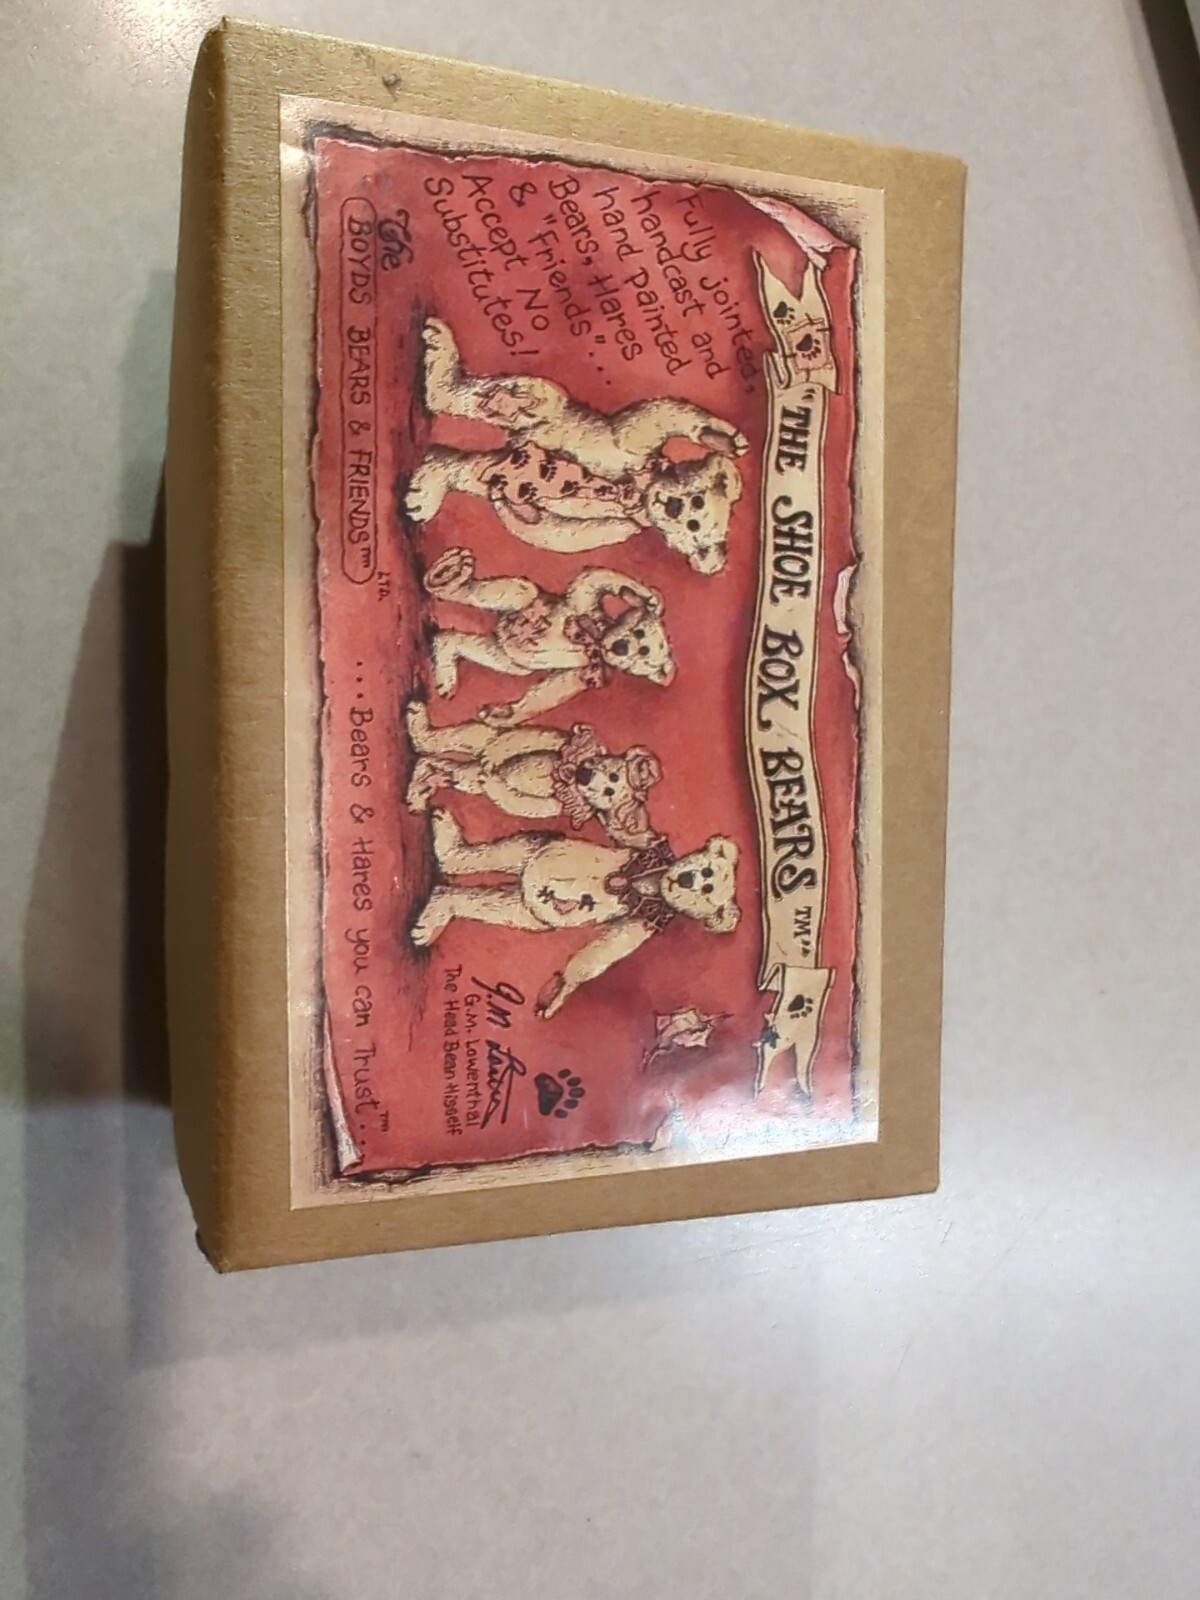 "THE SHOE BOX BEARS ™"
Fully jointed,
handcast and
hand painted
Bears, Hares
& "Friends"...
Accept No
Substitutes!
G.M. Lowenthal
The Head Bean Hisself
The
BOYDS BEARS & FRIENDS™ LTD.
...Bears & Hares you can Trust™...